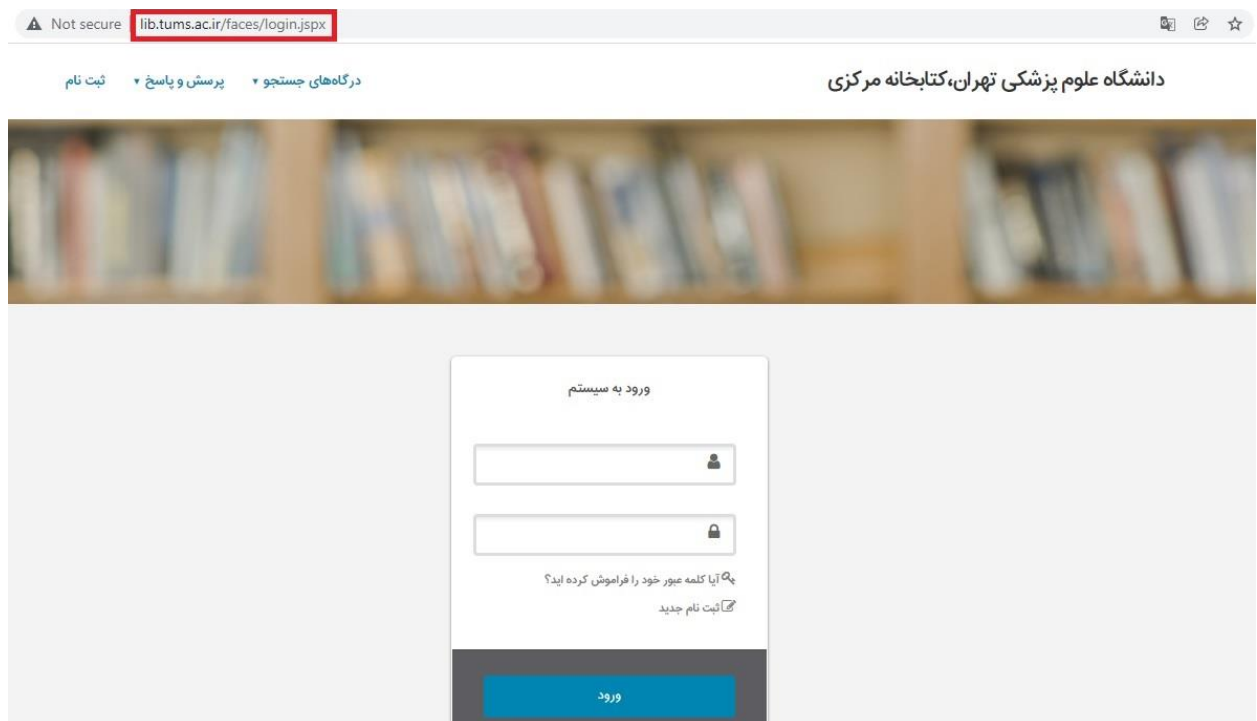 Not secure lib.tums.ac.ir/faces/login.jspx
دانشگاه علوم پزشکی تهران،کتابخانه مرکزی
درگاه‌های جستجو ▾ پرسش و پاسخ ▾ ثبت نام
ورود به سیستم
آیا کلمه عبور خود را فراموش کرده اید؟
ثبت نام جدید
ورود